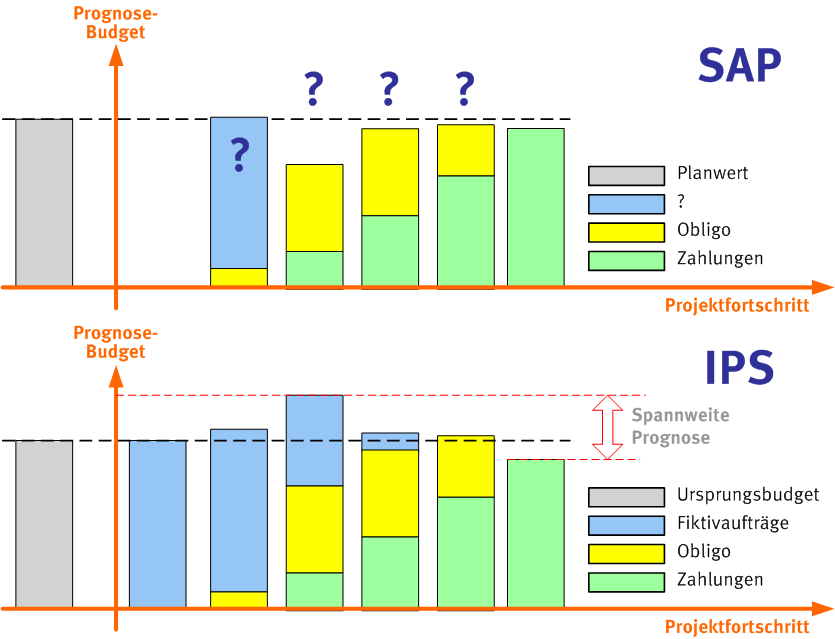 Prognose-
Budget
SAP
?
?
?
?
Planwert
?
Obligo
Zahlungen
Projektfortschritt
Prognose-
Budget
IPS
Spannweite
Prognose
Ursprungsbudget
Fiktivaufträge
Obligo
Zahlungen
Projektfortschritt